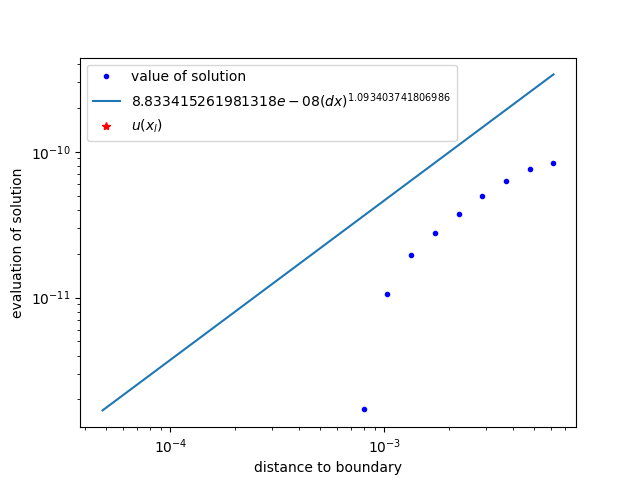 value of solution
8.833415261981318e − 08(dx)^1.093403741806986
u(x_l)
10^−10
10^−11
evaluation of solution
10^−4
10^−3
distance to boundary